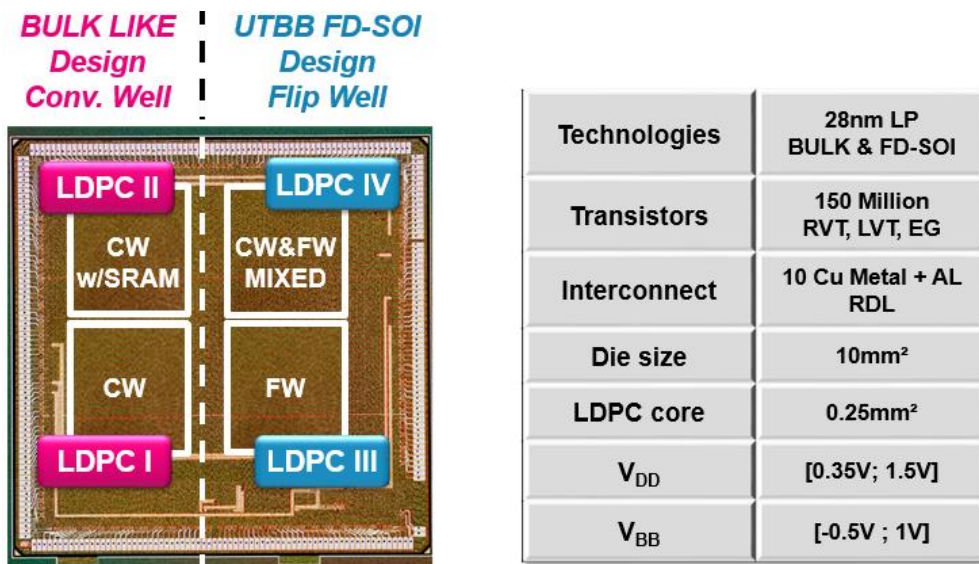 BULK LIKE
Design
Conv. Well
UTBB FD-SOI
Design
Flip Well
LDPC II
CW
w/SRAM
LDPC IV
CW&FW
MIXED
CW
LDPC I
FW
LDPC III
Technologies
28nm LP
BULK & FD-SOI
Transistors
150 Million
RVT, LVT, EG
Interconnect
10 Cu Metal + AL
RDL
Die size
10mm²
LDPC core
0.25mm²
V_DD
[0.35V; 1.5V]
V_BB
[-0.5V ; 1V]